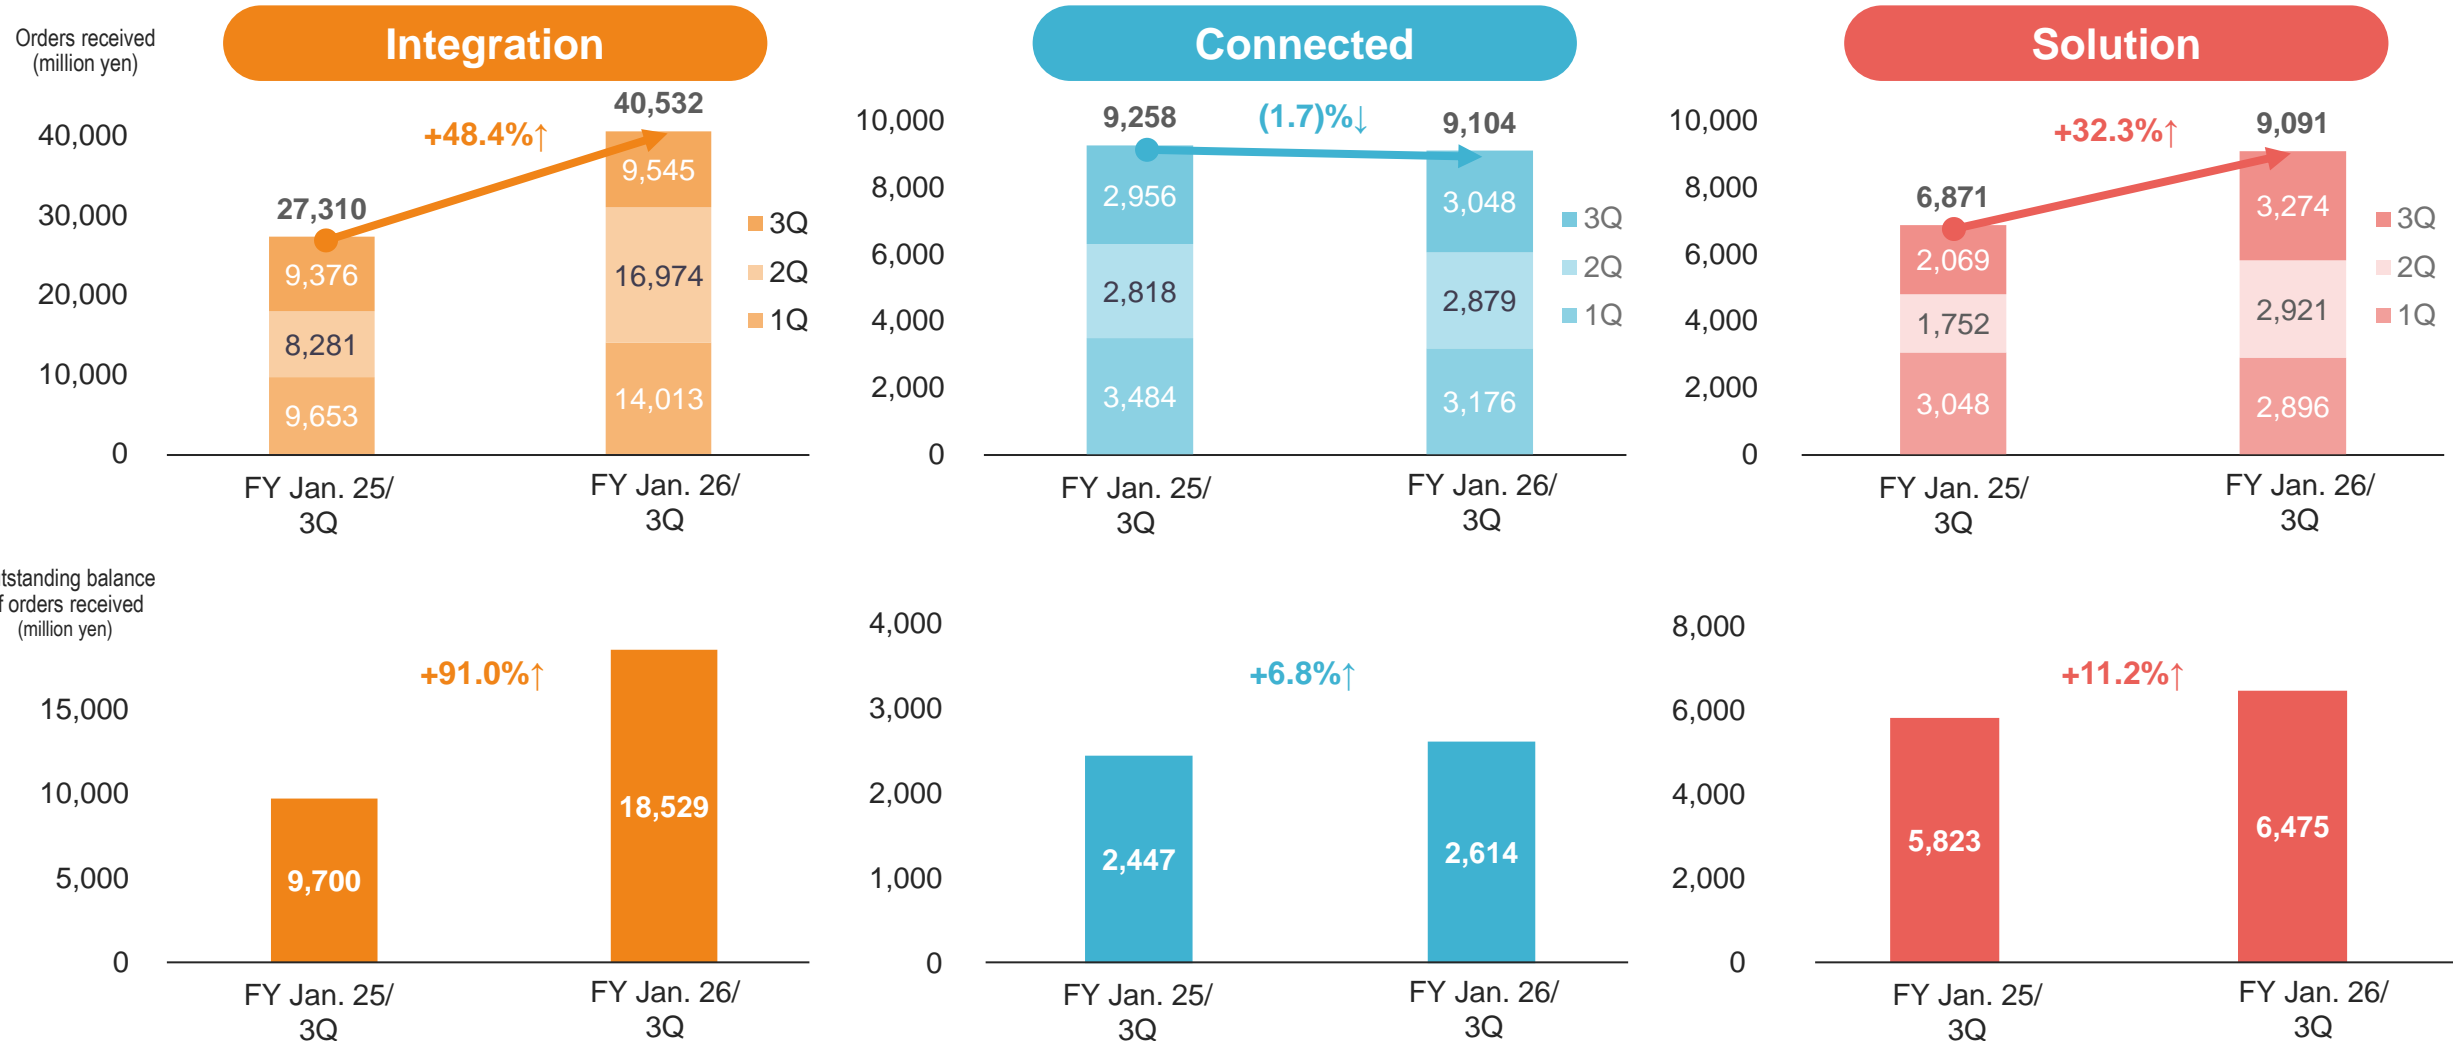 Orders received
(million yen)
Integration
40,000
30,000
20,000
10,000
0
27,310
9,376
8,281
9,653
+48.4%↑
40,532
9,545
16,974
14,013
3Q
2Q
1Q
FY Jan. 25/
3Q
FY Jan. 26/
3Q
Connected
10,000
8,000
6,000
4,000
2,000
0
9,258
2,956
2,818
3,484
(1.7)%↓
9,104
3,048
2,879
3,176
3Q
2Q
1Q
FY Jan. 25/
3Q
FY Jan. 26/
3Q
Solution
10,000
8,000
6,000
4,000
2,000
0
6,871
2,069
1,752
3,048
+32.3%↑
9,091
3,274
2,921
2,896
3Q
2Q
1Q
FY Jan. 25/
3Q
FY Jan. 26/
3Q
tstanding balance
f orders received
(million yen)
15,000
10,000
5,000
0
9,700
+91.0%↑
18,529
FY Jan. 25/
3Q
FY Jan. 26/
3Q
4,000
3,000
2,000
1,000
0
2,447
+6.8%↑
2,614
FY Jan. 25/
3Q
FY Jan. 26/
3Q
8,000
6,000
4,000
2,000
0
5,823
+11.2%↑
6,475
FY Jan. 25/
3Q
FY Jan. 26/
3Q